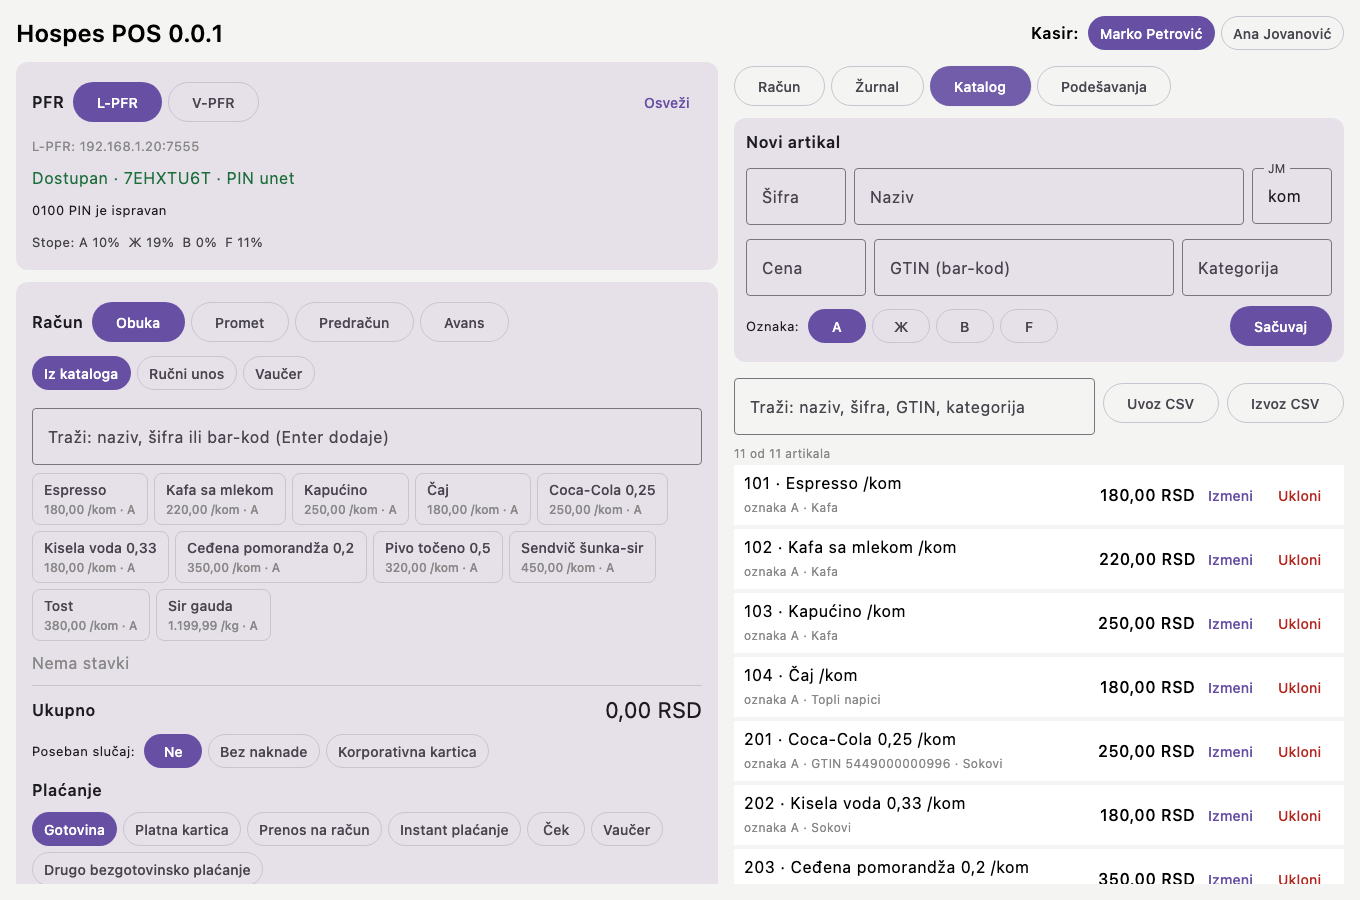 Hospes POS 0.0.1
Kasir: Marko Petrović Ana Jovanović
PFR L-PFR V-PFR Osveži
L-PFR: 192.168.1.20:7555
Dostupan · 7EHXTU6T · PIN unet
0100 PIN je ispravan
Stope: A 10% Ж 19% B 0% F 11%
Račun Obuka Promet Predračun Avans
Iz kataloga Ručni unos Vaučer
Traži: naziv, šifra ili bar-kod (Enter dodaje)
Espresso
180,00 /kom · A
Kafa sa mlekom
220,00 /kom · A
Kapućino
250,00 /kom · A
Čaj
180,00 /kom · A
Coca-Cola 0,25
250,00 /kom · A
Kisela voda 0,33
180,00 /kom · A
Ceđena pomorandža 0,2
350,00 /kom · A
Pivo točeno 0,5
320,00 /kom · A
Sendvič šunka-sir
450,00 /kom · A
Tost
380,00 /kom · A
Sir gauda
1.199,99 /kg · A
Nema stavki
Ukupno 0,00 RSD
Poseban slučaj: Ne Bez naknade Korporativna kartica
Plaćanje
Gotovina Platna kartica Prenos na račun Instant plaćanje Ček Vaučer
Drugo bezgotovinsko plaćanje
Račun Žurnal Katalog Podešavanja
Novi artikal
Šifra Naziv JM kom
Cena GTIN (bar-kod) Kategorija
Oznaka: A Ж B F Sačuvaj
Traži: naziv, šifra, GTIN, kategorija Uvoz CSV Izvoz CSV
11 od 11 artikala
101 · Espresso /kom 180,00 RSD Izmeni Ukloni
oznaka A · Kafa
102 · Kafa sa mlekom /kom 220,00 RSD Izmeni Ukloni
oznaka A · Kafa
103 · Kapućino /kom 250,00 RSD Izmeni Ukloni
oznaka A · Kafa
104 · Čaj /kom 180,00 RSD Izmeni Ukloni
oznaka A · Topli napici
201 · Coca-Cola 0,25 /kom 250,00 RSD Izmeni Ukloni
oznaka A · GTIN 5449000000996 · Sokovi
202 · Kisela voda 0,33 /kom 180,00 RSD Izmeni Ukloni
oznaka A · Sokovi
203 · Ceđena pomorandža 0,2 /kom 350,00 RSD Izmeni Ukloni